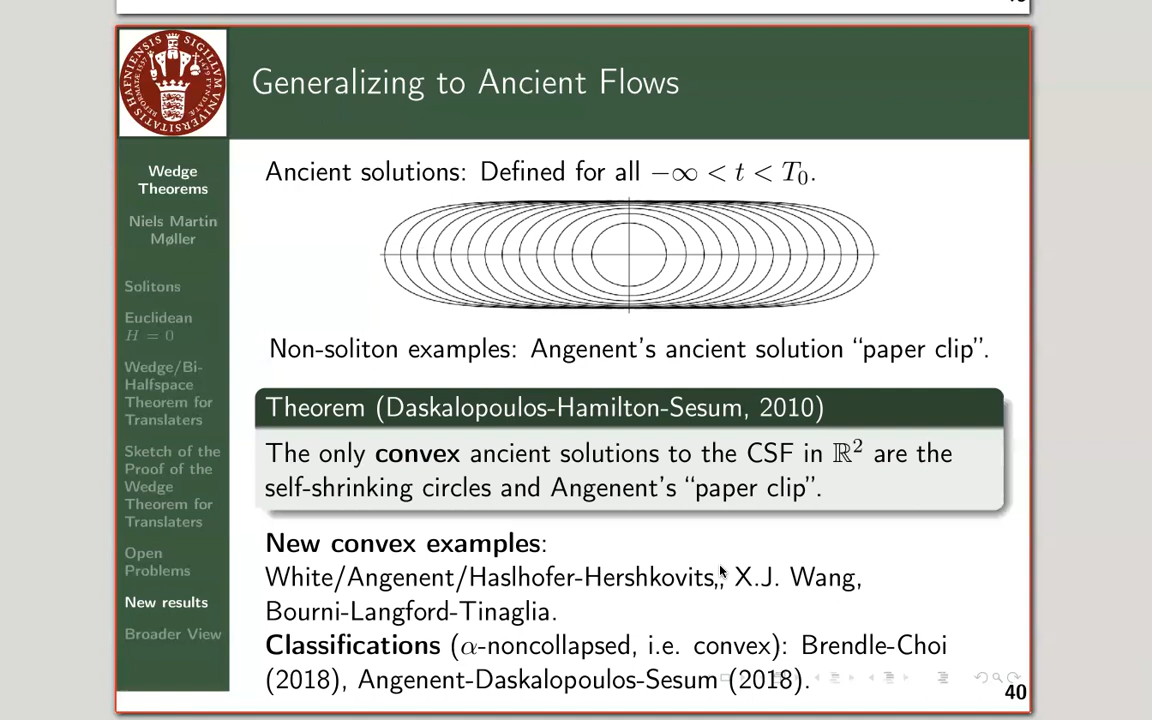 Generalizing to Ancient Flows
Wedge
Theorems
Niels Martin
Møller
Solitons
Euclidean
H = 0
Wedge/Bi-
Halfspace
Theorem for
Translaters
Sketch of the
Proof of the
Wedge
Theorem for
Translaters
Open
Problems
New results
Broader View
Ancient solutions: Defined for all −∞ < t < T₀.
Non-soliton examples: Angenent's ancient solution “paper clip”.
Theorem (Daskalopoulos-Hamilton-Sesum, 2010)
The only convex ancient solutions to the CSF in ℝ² are the
self-shrinking circles and Angenent's “paper clip”.
New convex examples:
White/Angenent/Haslhofer-Hershkovits,, X.J. Wang,
Bourni-Langford-Tinaglia.
Classifications (α-noncollapsed, i.e. convex): Brendle-Choi
(2018), Angenent-Daskalopoulos-Sesum (2018).
40